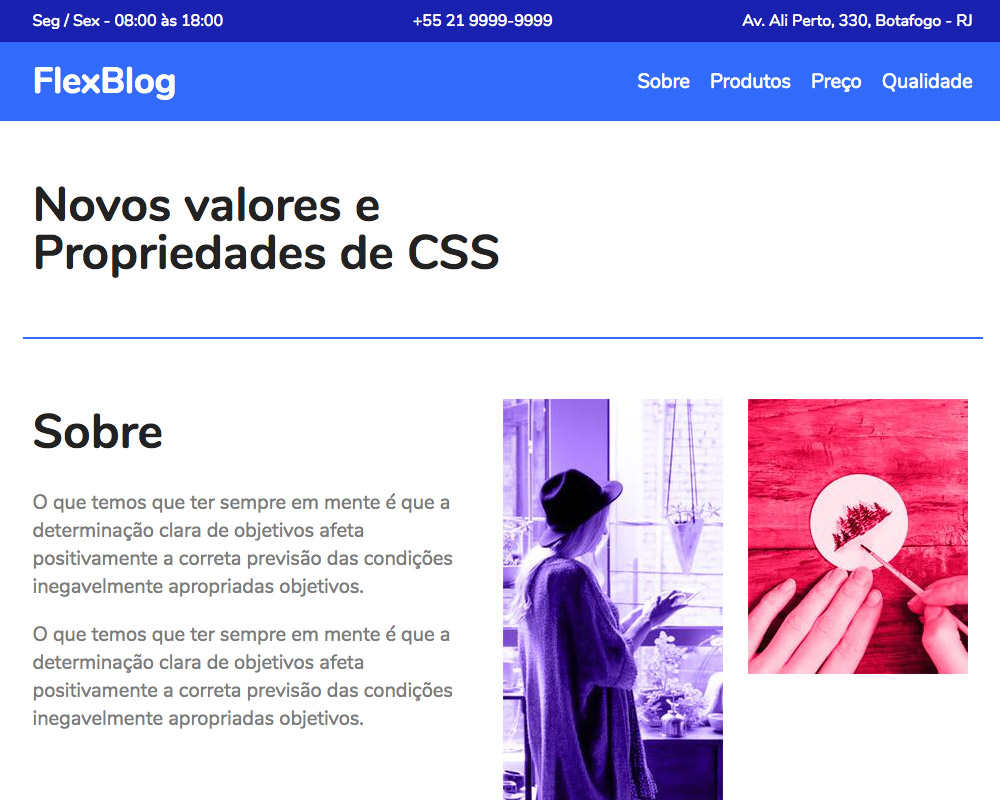 Seg / Sex - 08:00 às 18:00
+55 21 9999-9999
Av. Ali Perto, 330, Botafogo - RJ
FlexBlog
Sobre
Produtos
Preço
Qualidade
Novos valores e
Propriedades de CSS
Sobre
O que temos que ter sempre em mente é que a
determinação clara de objetivos afeta
positivamente a correta previsão das condições
inegavelmente apropriadas objetivos.
O que temos que ter sempre em mente é que a
determinação clara de objetivos afeta
positivamente a correta previsão das condições
inegavelmente apropriadas objetivos.